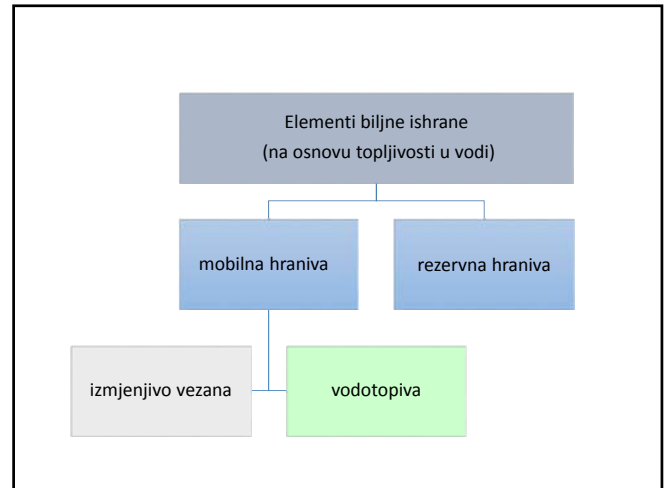 Elementi biljne ishrane
(na osnovu topljivosti u vodi)
mobilna hraniva
rezervna hraniva
izmjenjivo vezana
vodotopiva